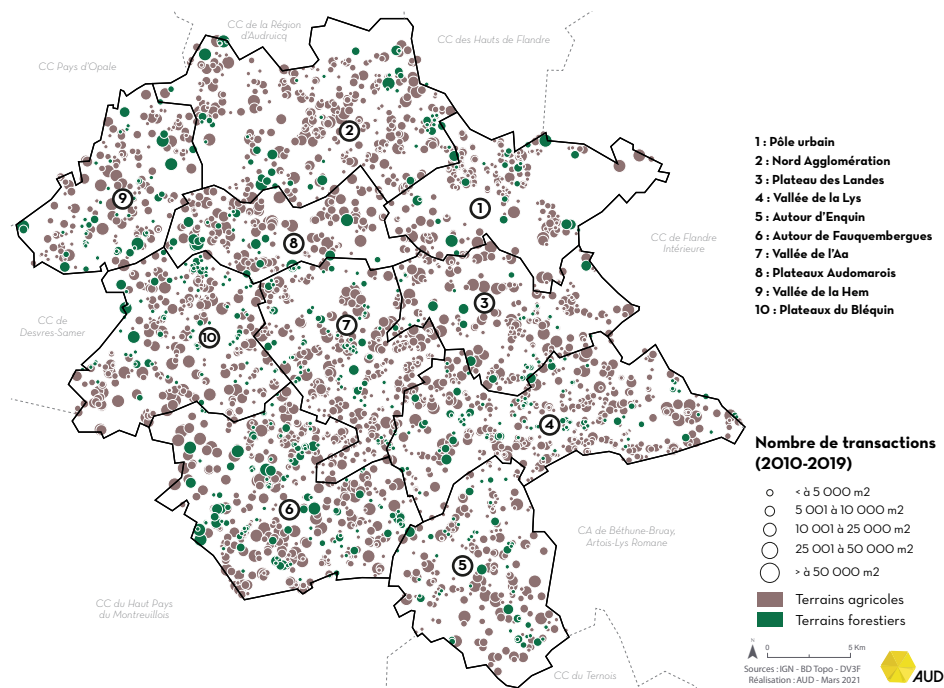 CC de la Région
d'Audruicq
CC des Hauts de Flandre
CC Pays d'Opale
CC de Flandre
Intérieure
CC de
Desvres-Samer
CA de Béthune-Bruay,
Artois-Lys Romane
CC du Haut Pays
du Montreuillois
CC du Ternois
2
9
1
8
3
7
10
4
6
5
1 : Pôle urbain
2 : Nord Agglomération
3 : Plateau des Landes
4 : Vallée de la Lys
5 : Autour d'Enquin
6 : Autour de Fauquembergues
7 : Vallée de l'Aa
8 : Plateaux Audomarois
9 : Vallée de la Hem
10 : Plateaux du Bléquin
Nombre de transactions
(2010-2019)
< à 5 000 m2
5 001 à 10 000 m2
10 001 à 25 000 m2
25 001 à 50 000 m2
> à 50 000 m2
Terrains agricoles
Terrains forestiers
N
0 5 Km
Sources : IGN - BD Topo - DV3F
Réalisation : AUD - Mars 2021
AUD